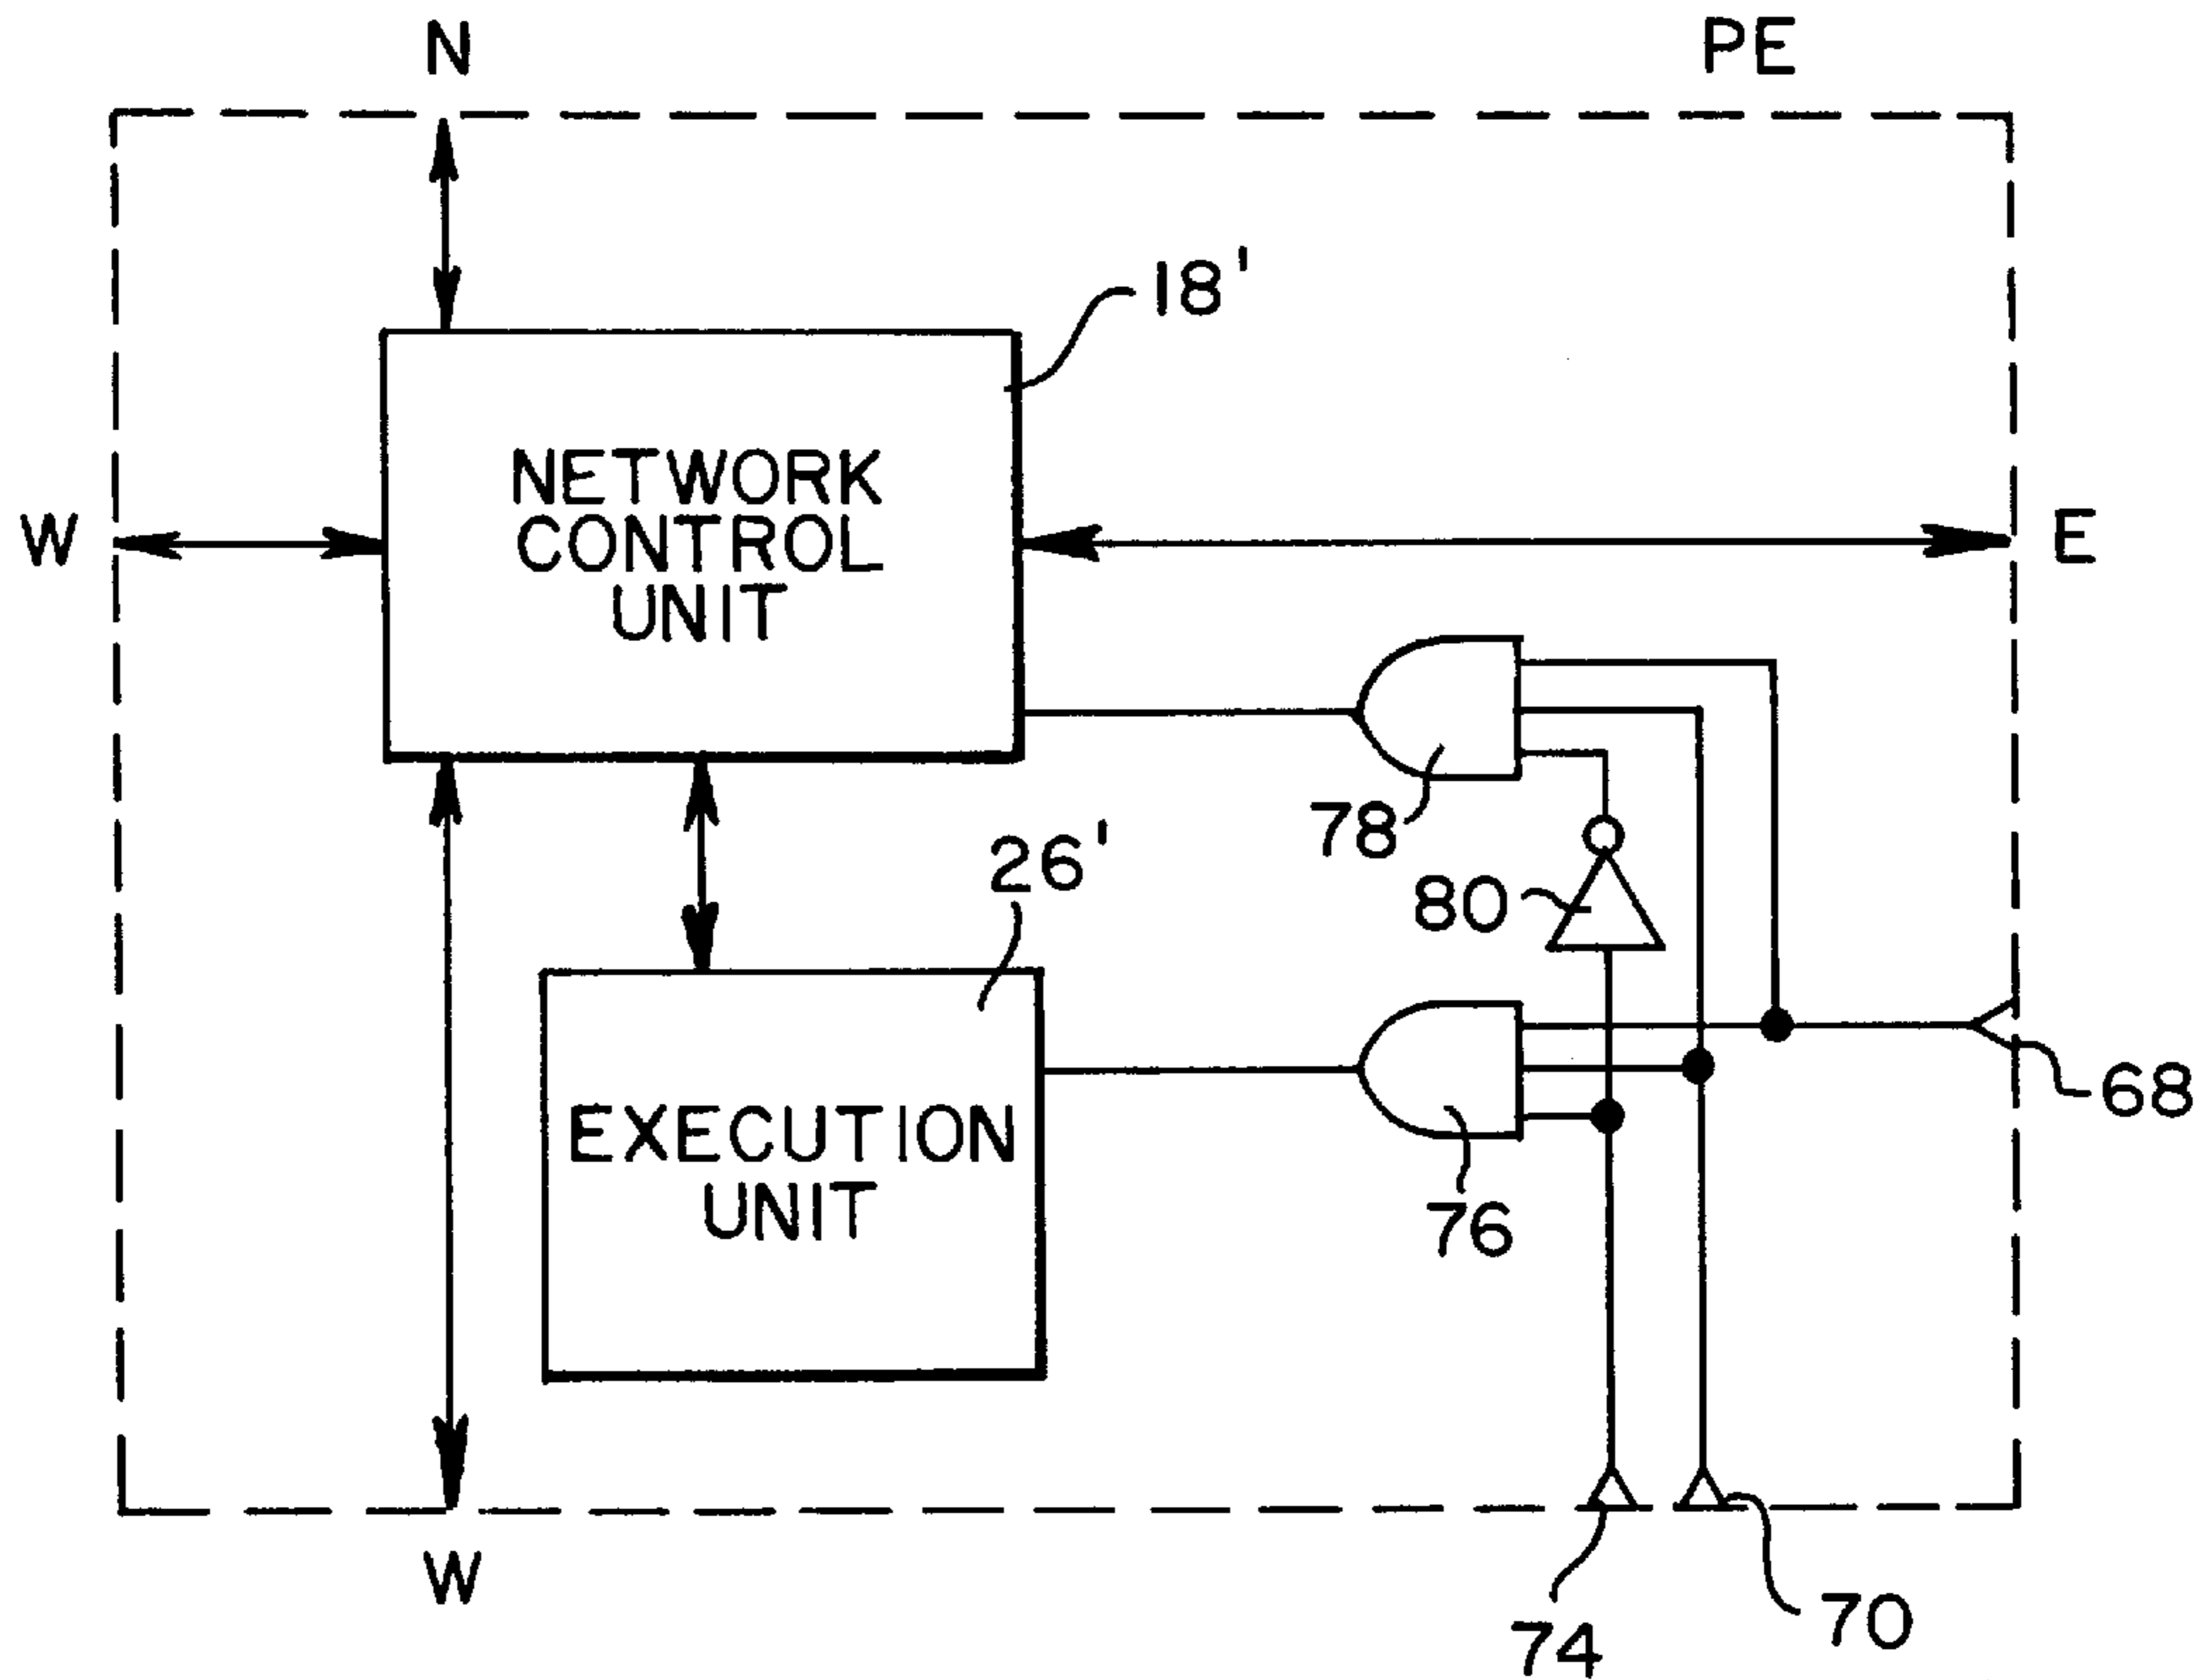 N
PE
18'
NETWORK
CONTROL
UNIT
W
E
78
26'
80
68
EXECUTION
UNIT
76
W
70
74